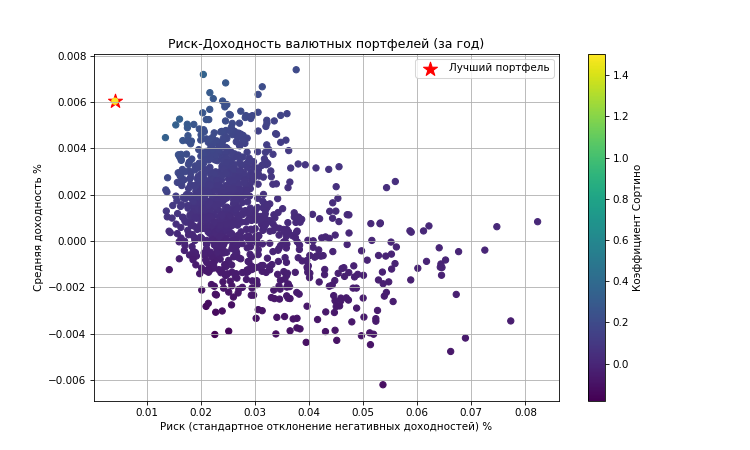 Риск-Доходность валютных портфелей (за год)
Лучший портфель
0.008
0.006
0.004
0.002
0.000
−0.002
−0.004
−0.006
Средняя доходность %
0.01 0.02 0.03 0.04 0.05 0.06 0.07 0.08
Риск (стандартное отклонение негативных доходностей) %
1.4
1.2
1.0
0.8
0.6
0.4
0.2
0.0
Коэффициент Сортино